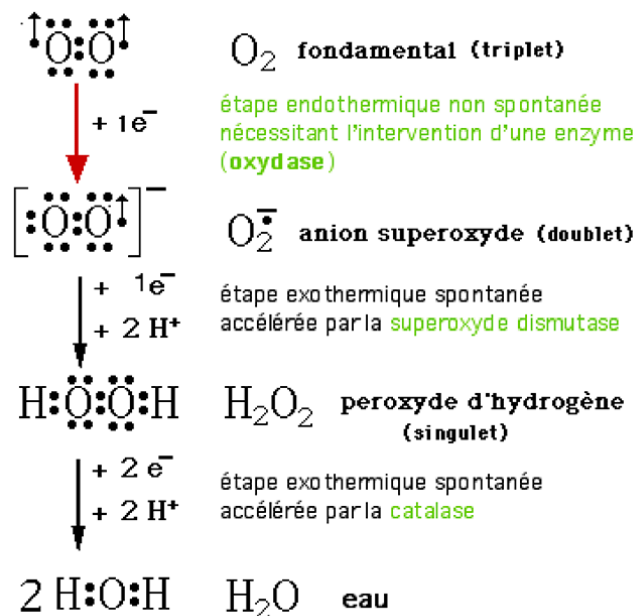 O:O O₂ fondamental (triplet)
+ 1e⁻ étape endothermique non spontanée
nécessitant l'intervention d'une enzyme
(oxydase)
[:O:O]⁻ O₂•⁻ anion superoxyde (doublet)
+ 1e⁻ étape exothermique spontanée
+ 2 H⁺ accélérée par la superoxyde dismutase
H:O:O:H H₂O₂ peroxyde d'hydrogène
(singulet)
+ 2 e⁻ étape exothermique spontanée
+ 2 H⁺ accélérée par la catalase
2 H:O:H H₂O eau